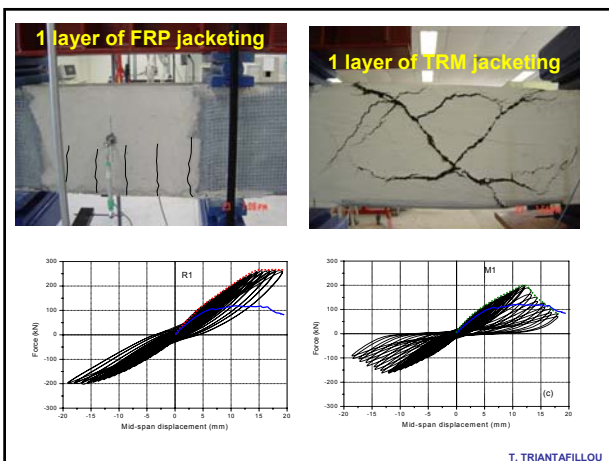 1 layer of FRP jacketing
1 layer of TRM jacketing
300
200
100
0
-100
-200
-300
Force (kN)
R1
-20 -15 -10 -5 0 5 10 15 20
Mid-span displacement (mm)
300
200
100
0
-100
-200
-300
Force (kN)
M1
(c)
-20 -15 -10 -5 0 5 10 15 20
Mid-span displacement (mm)
T. TRIANTAFILLOU